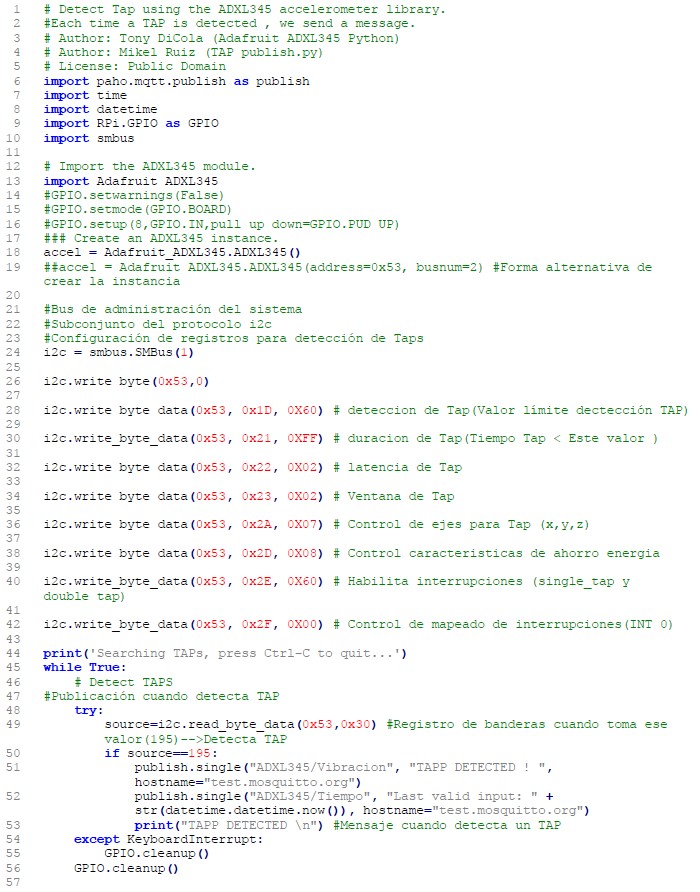 1 # Detect Tap using the ADXL345 accelerometer library.
2 #Each time a TAP is detected , we send a message.
3 # Author: Tony DiCola (Adafruit ADXL345 Python)
4 # Author: Mikel Ruiz (TAP publish.py)
5 # License: Public Domain
6 import paho.mqtt.publish as publish
7 import time
8 import datetime
9 import RPi.GPIO as GPIO
10 import smbus
11
12 # Import the ADXL345 module.
13 import Adafruit ADXL345
14 #GPIO.setwarnings(False)
15 #GPIO.setmode(GPIO.BOARD)
16 #GPIO.setup(8,GPIO.IN,pull up down=GPIO.PUD UP)
17 ### Create an ADXL345 instance.
18 accel = Adafruit_ADXL345.ADXL345()
19 ##accel = Adafruit ADXL345.ADXL345(address=0x53, busnum=2) #Forma alternativa de
crear la instancia
20
21 #Bus de administración del sistema
22 #Subconjunto del protocolo i2c
23 #Configuración de registros para detección de Taps
24 i2c = smbus.SMBus(1)
25
26 i2c.write byte(0x53,0)
27
28 i2c.write byte data(0x53, 0x1D, 0X60) # deteccion de Tap(Valor límite dectección TAP)
29
30 i2c.write_byte_data(0x53, 0x21, 0XFF) # duracion de Tap(Tiempo Tap < Este valor )
31
32 i2c.write byte data(0x53, 0x22, 0X02) # latencia de Tap
33
34 i2c.write byte data(0x53, 0x23, 0X02) # Ventana de Tap
35
36 i2c.write byte data(0x53, 0x2A, 0X07) # Control de ejes para Tap (x,y,z)
37
38 i2c.write byte data(0x53, 0x2D, 0X08) # Control caracteristicas de ahorro energia
39
40 i2c.write_byte_data(0x53, 0x2E, 0X60) # Habilita interrupciones (single_tap y
double tap)
41
42 i2c.write_byte_data(0x53, 0x2F, 0X00) # Control de mapeado de interrupciones(INT 0)
43
44 print('Searching TAPs, press Ctrl-C to quit...')
45 while True:
46 # Detect TAPS
47 #Publicación cuando detecta TAP
48 try:
49 source=i2c.read_byte_data(0x53,0x30) #Registro de banderas cuando toma ese
valor(195)-->Detecta TAP
50 if source==195:
51 publish.single("ADXL345/Vibracion", "TAPP DETECTED ! ",
hostname="test.mosquitto.org")
52 publish.single("ADXL345/Tiempo", "Last valid input: " +
str(datetime.datetime.now()), hostname="test.mosquitto.org")
53 print("TAPP DETECTED \n") #Mensaje cuando detecta un TAP
54 except KeyboardInterrupt:
55 GPIO.cleanup()
56 GPIO.cleanup()
57